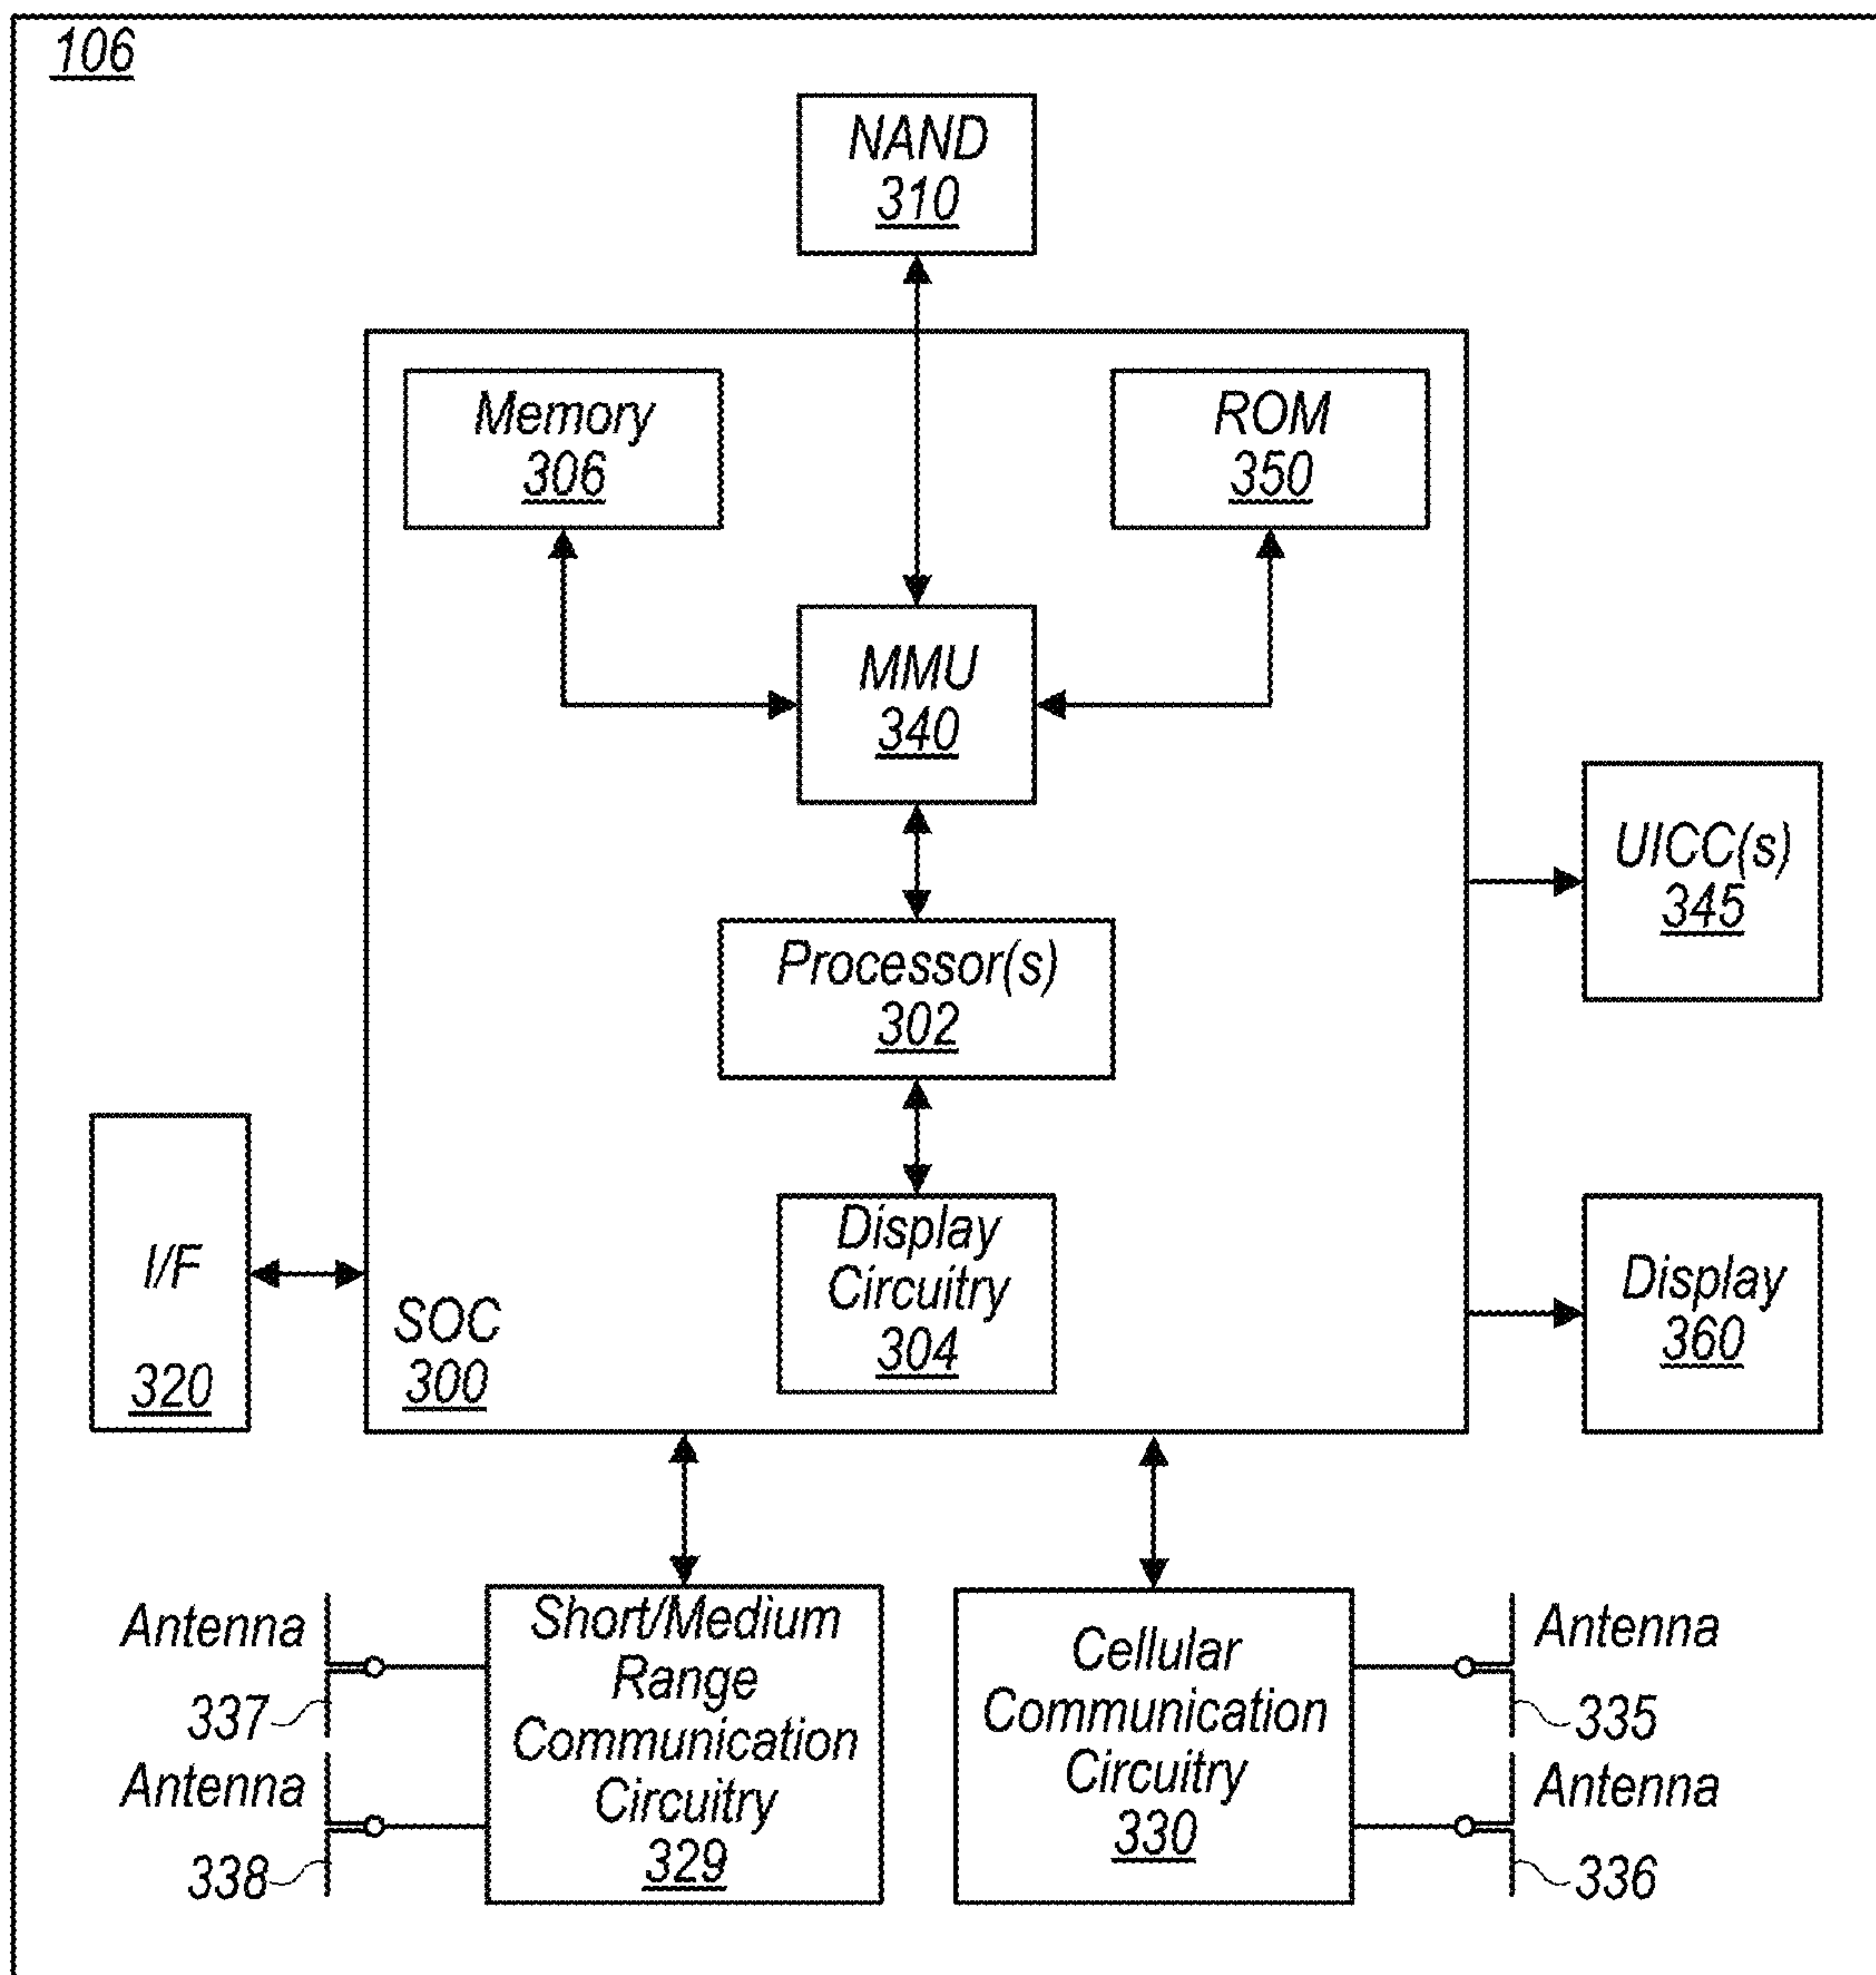 106
NAND
310
Memory
306
ROM
350
MMU
340
UICC(s)
345
Processor(s)
302
I/F
320
Display
Circuitry
304
SOC
300
Display
360
Antenna
337
Antenna
338
Short/Medium
Range
Communication
Circuitry
329
Cellular
Communication
Circuitry
330
Antenna
335
Antenna
336